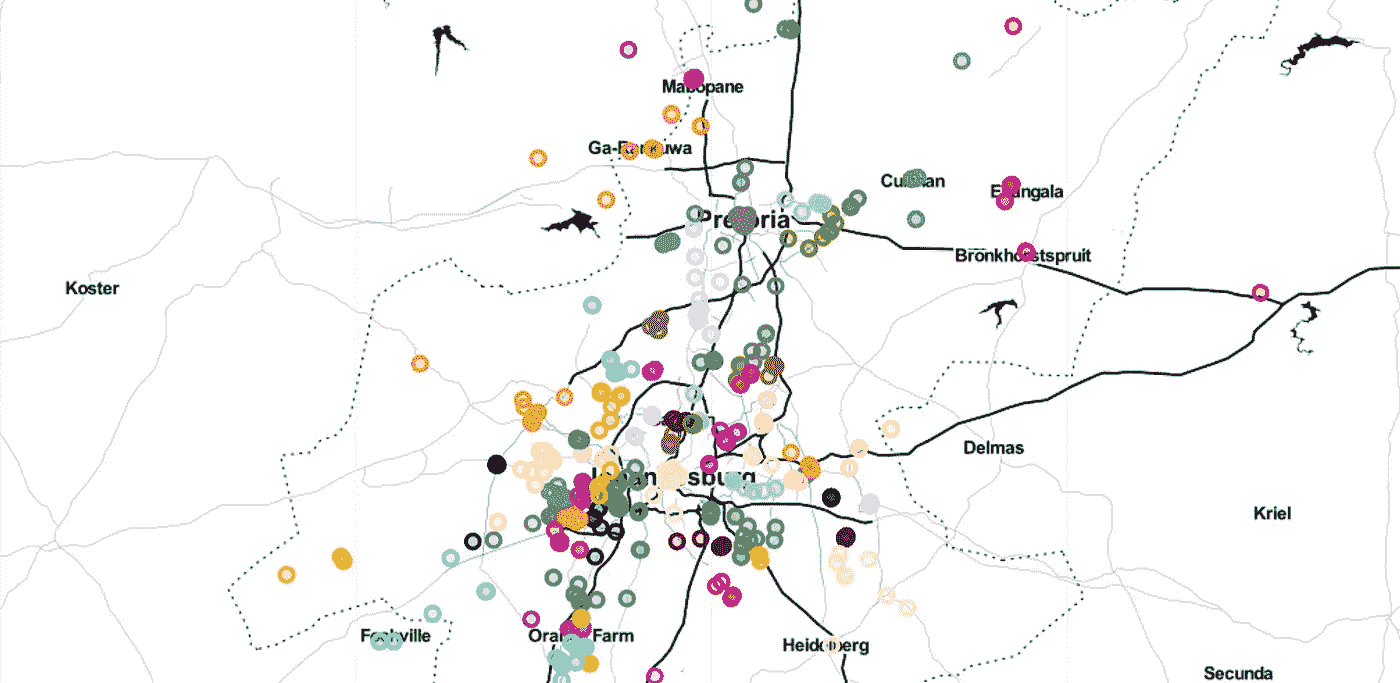 Mabopane
Ga-Rankuwa
Cullinan
Ekangala
Pretoria
Bronkhorstspruit
Koster
Delmas
Johannesburg
Kriel
Fochville
Orange Farm
Heidelberg
Secunda